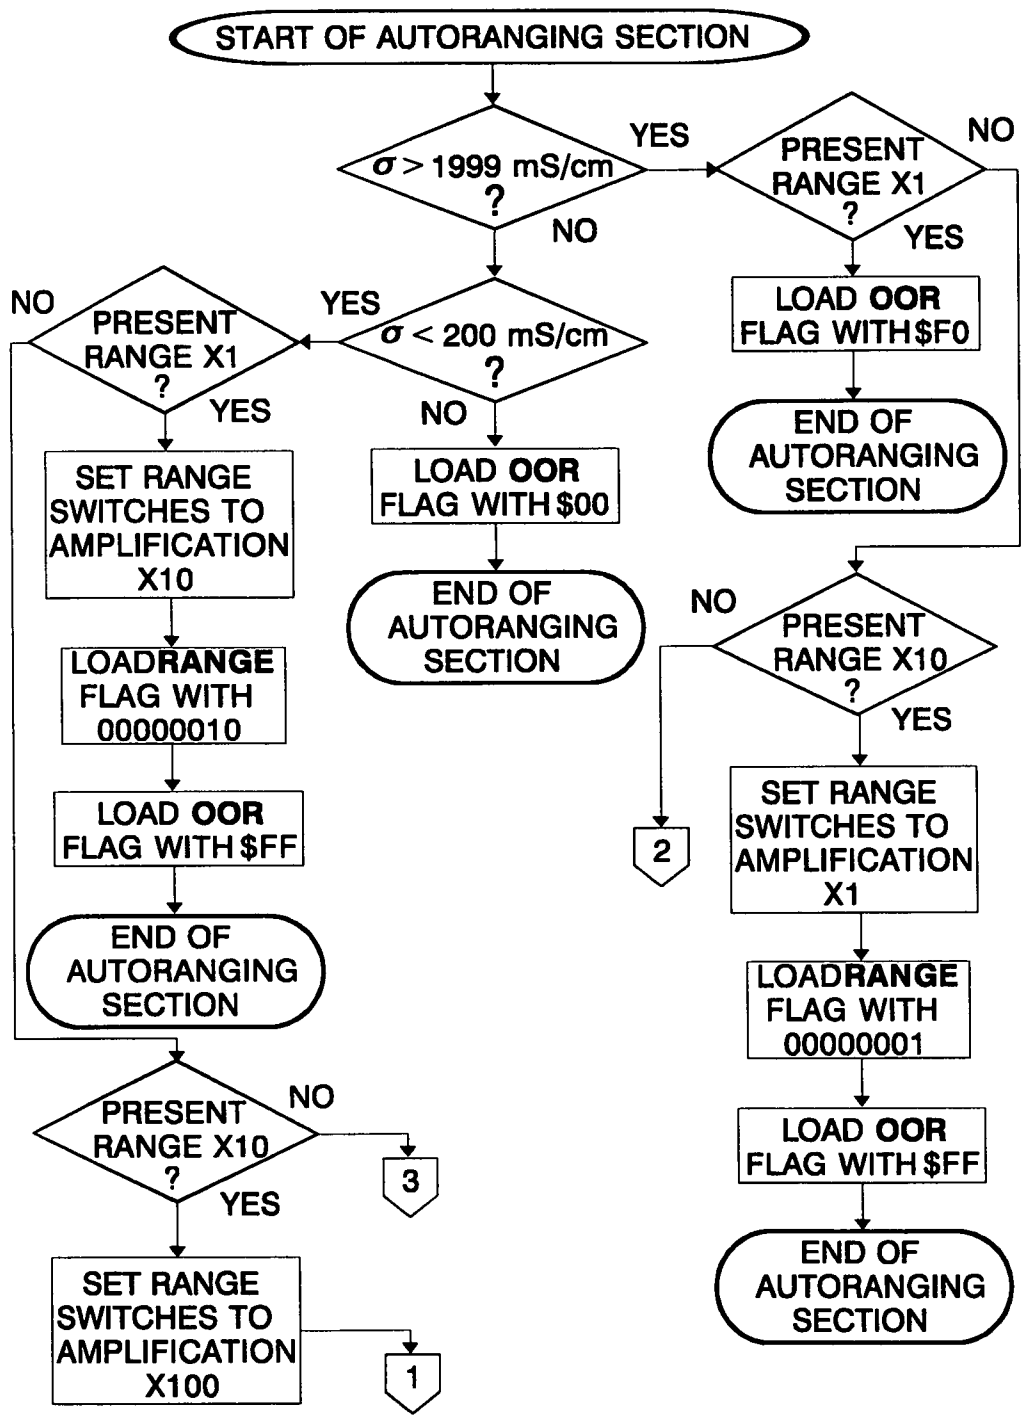 START OF AUTORANGING SECTION
σ > 1999 mS/cm
?
YES
NO
PRESENT
RANGE X1
?
NO
YES
LOAD OOR
FLAG WITH $F0
END OF
AUTORANGING
SECTION
σ < 200 mS/cm
?
YES
NO
LOAD OOR
FLAG WITH $00
END OF
AUTORANGING
SECTION
NO
PRESENT
RANGE X1
?
YES
SET RANGE
SWITCHES TO
AMPLIFICATION
X10
LOADRANGE
FLAG WITH
00000010
LOAD OOR
FLAG WITH $FF
END OF
AUTORANGING
SECTION
NO
PRESENT
RANGE X10
?
YES
2
SET RANGE
SWITCHES TO
AMPLIFICATION
X1
LOADRANGE
FLAG WITH
00000001
LOAD OOR
FLAG WITH $FF
END OF
AUTORANGING
SECTION
PRESENT
RANGE X10
?
NO
YES
3
SET RANGE
SWITCHES TO
AMPLIFICATION
X100
1